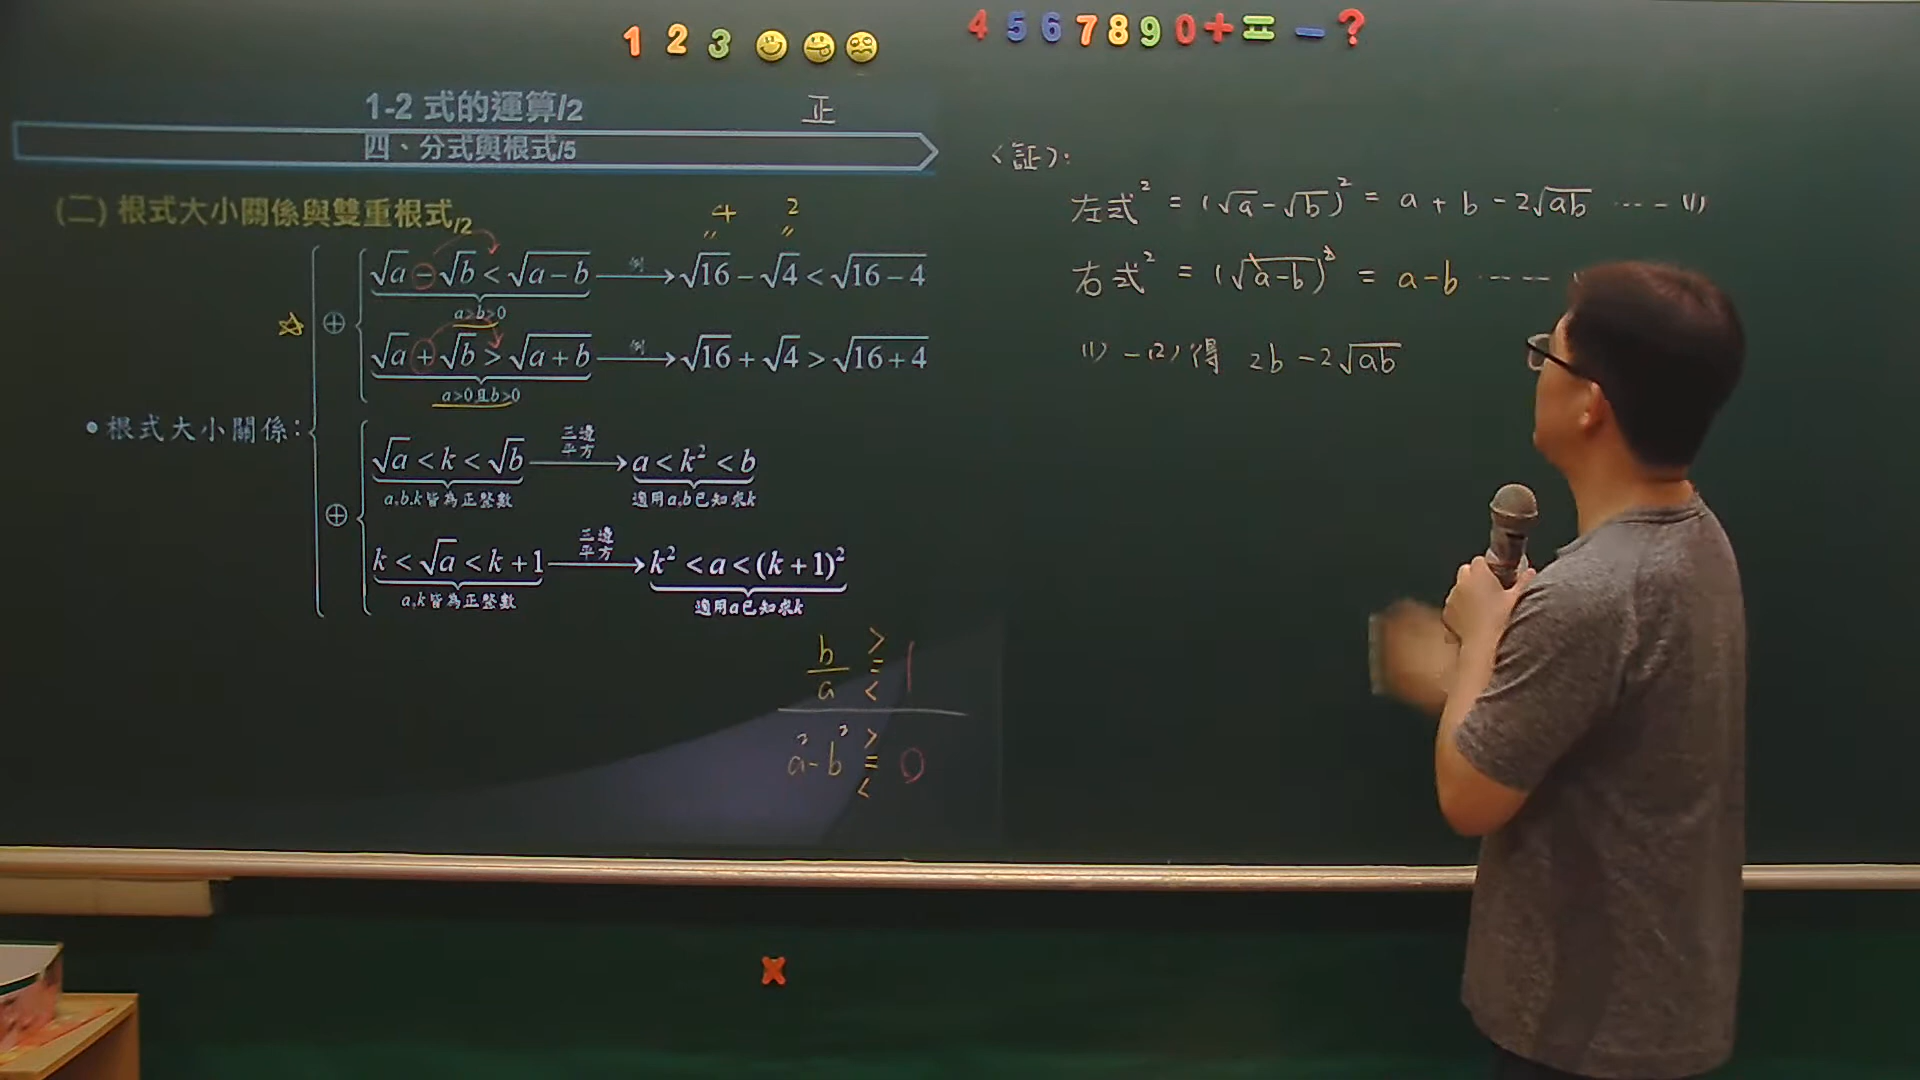 1 2 3
4 5 6 7 8 9 0 + = − ?
1-2 式的運算/2
正
四、分式與根式/5
(二) 根式大小關係與雙重根式/2
4 2
〃 〃
√a − √b < √(a−b) 例→ √16 − √4 < √(16−4)
a>b>0
√a + √b > √(a+b) 例→ √16 + √4 > √(16+4)
a>0且b>0
•根式大小關係:
√a < k < √b 三邊平方→ a < k² < b
a,b,k皆為正整數 適用a,b已知求k
k < √a < k+1 三邊平方→ k² < a < (k+1)²
a,k皆為正整數 適用a已知求k
b/a > = < 1
a² − b² > = < 0
<証>:
左式² = (√a − √b)² = a + b − 2√ab ---- (1)
右式² = (√(a−b))² = a−b ----
(1) − (2) 得 2b − 2√ab
x